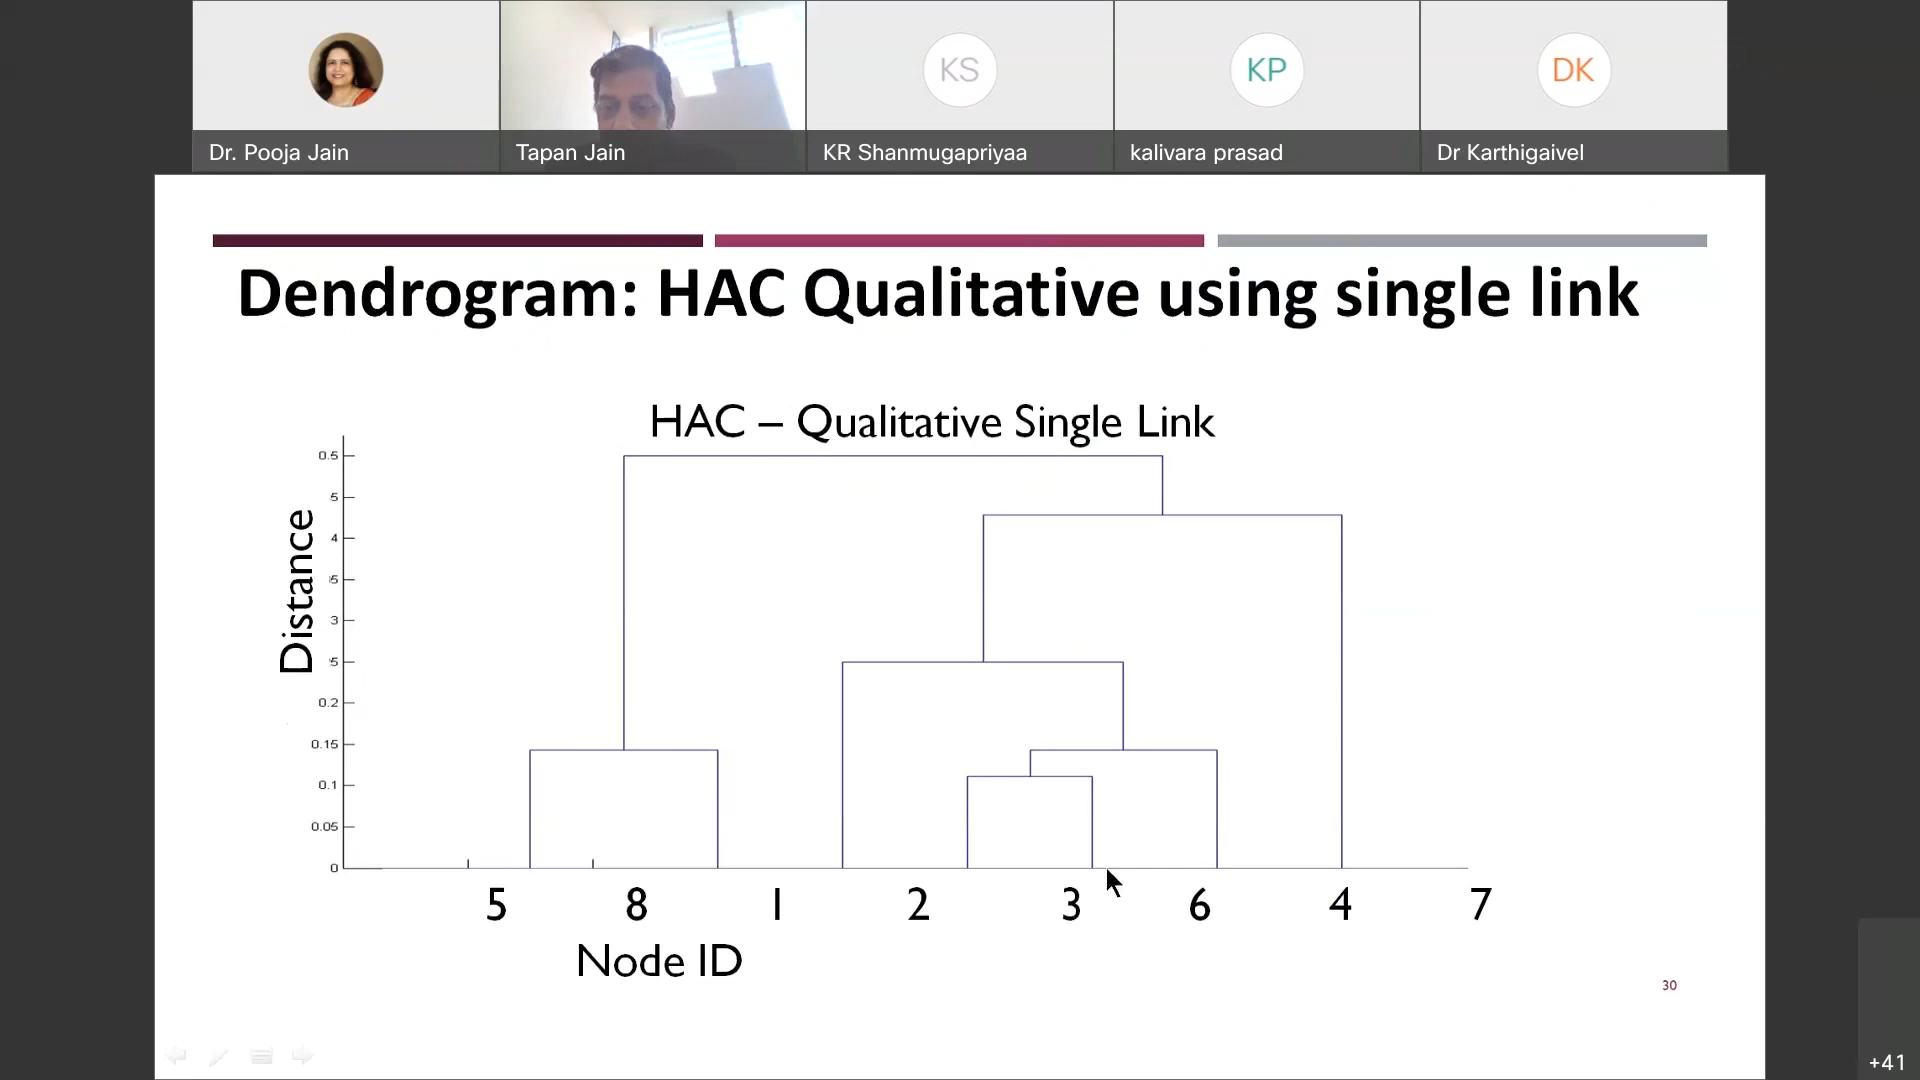 KS
KP
DK
Dr. Pooja Jain
Tapan Jain
KR Shanmugapriyaa
kalivara prasad
Dr Karthigaivel
Dendrogram: HAC Qualitative using single link
HAC – Qualitative Single Link
Distance
0.5
5
4
5
3
5
0.2
0.15
0.1
0.05
0
5 8 1 2 3 6 4 7
Node ID
30
+41